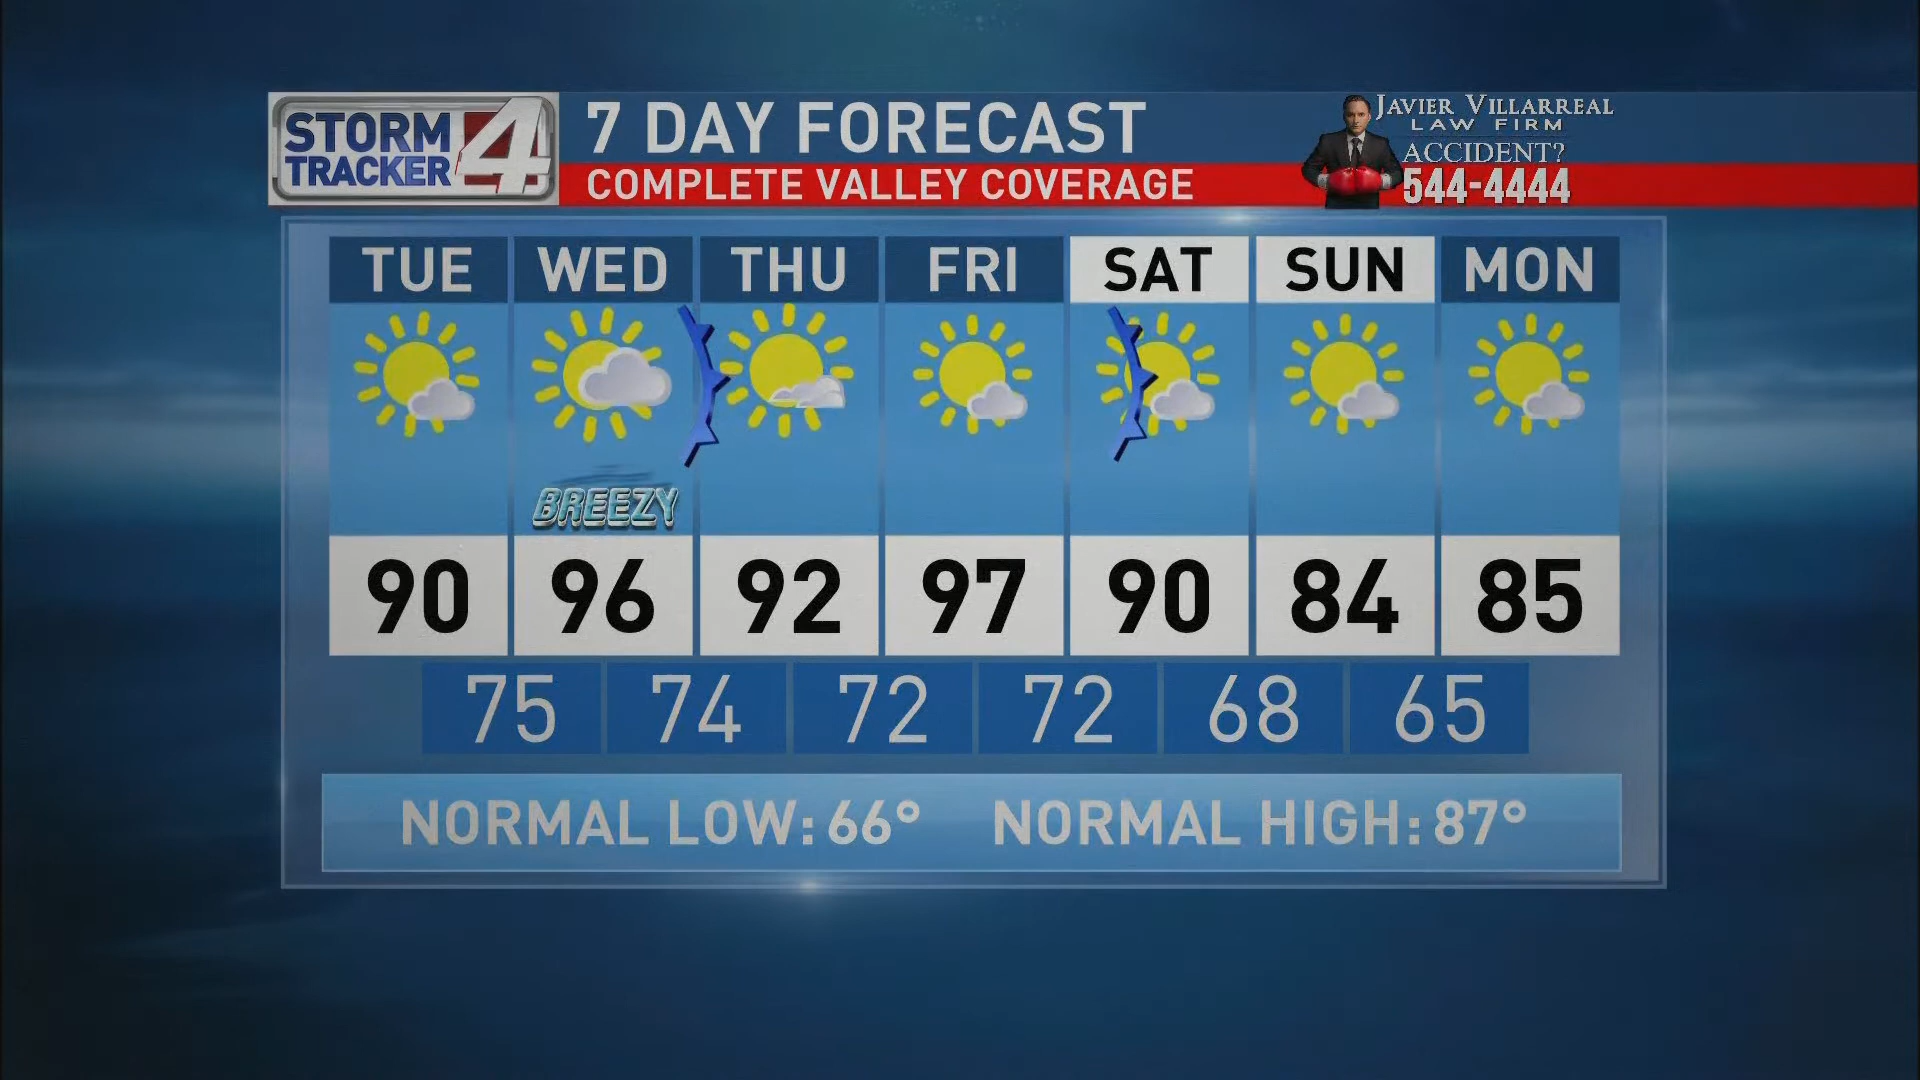 STORM
TRACKER 4
7 DAY FORECAST
COMPLETE VALLEY COVERAGE
JAVIER VILLARREAL
LAW FIRM
ACCIDENT?
544-4444
TUE WED THU FRI SAT SUN MON
BREEZY
90 96 92 97 90 84 85
75 74 72 72 68 65
NORMAL LOW: 66° NORMAL HIGH: 87°